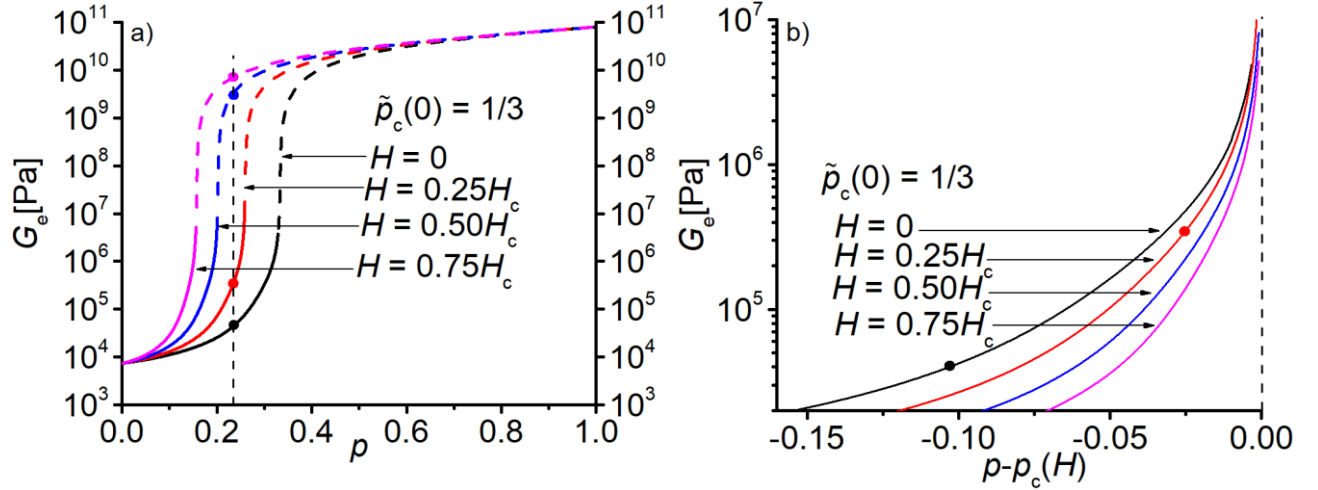 a)
G_e[Pa]
10^11
10^10
10^9
10^8
10^7
10^6
10^5
10^4
10^3
p̃_c(0) = 1/3
H = 0
H = 0.25H_c
H = 0.50H_c
H = 0.75H_c
10^11
10^10
10^9
10^8
10^7
10^6
10^5
10^4
10^3
0.0 0.2 0.4 0.6 0.8 1.0
p
b)
G_e[Pa]
10^7
10^6
10^5
p̃_c(0) = 1/3
H = 0
H = 0.25H_c
H = 0.50H_c
H = 0.75H_c
-0.15 -0.10 -0.05 0.00
p-p_c(H)